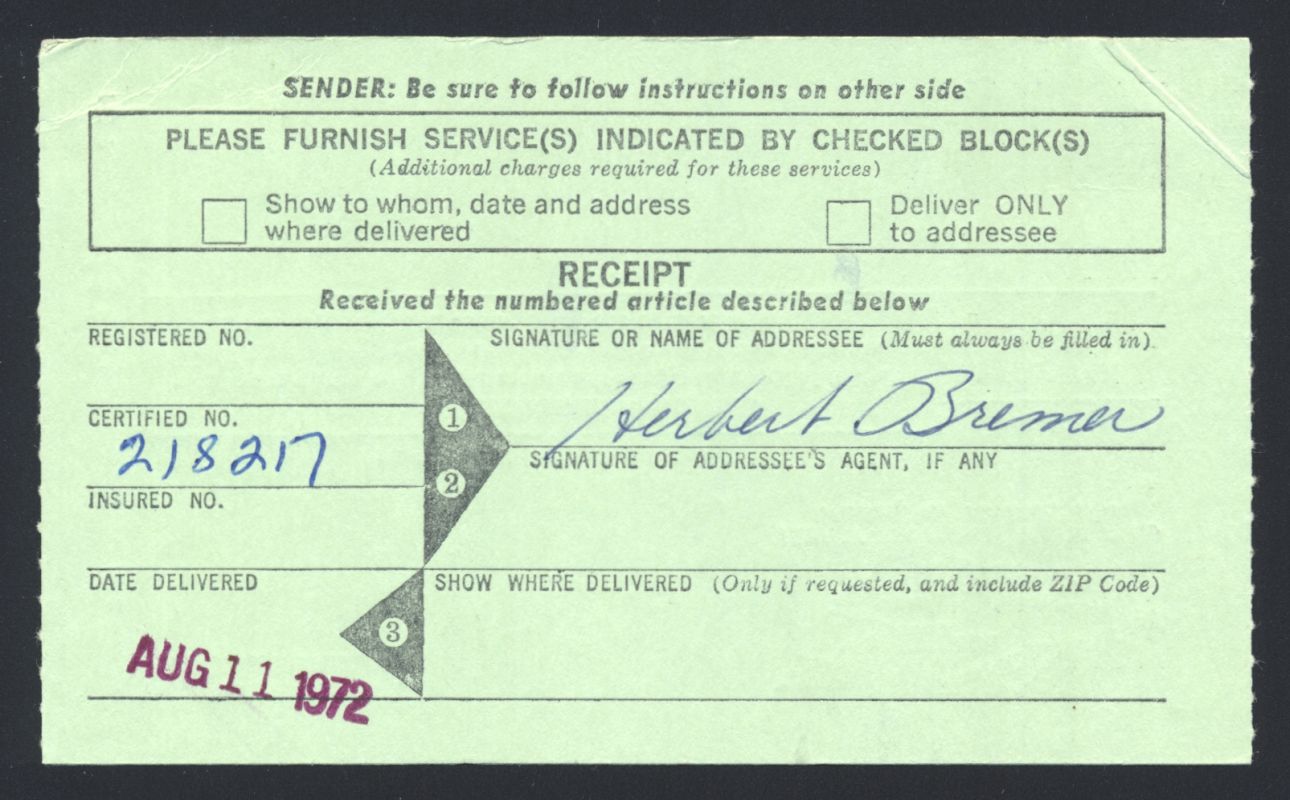 SENDER: Be sure to follow instructions on other side
PLEASE FURNISH SERVICE(S) INDICATED BY CHECKED BLOCK(S)
(Additional charges required for these services)
Show to whom, date and address
where delivered
Deliver ONLY
to addressee
RECEIPT
Received the numbered article described below
REGISTERED NO.
SIGNATURE OR NAME OF ADDRESSEE (Must always be filled in)
Herbert Bremer
CERTIFIED NO.
218217
1
SIGNATURE OF ADDRESSEE'S AGENT, IF ANY
2
INSURED NO.
DATE DELIVERED
SHOW WHERE DELIVERED (Only if requested, and include ZIP Code)
3
AUG 11 1972